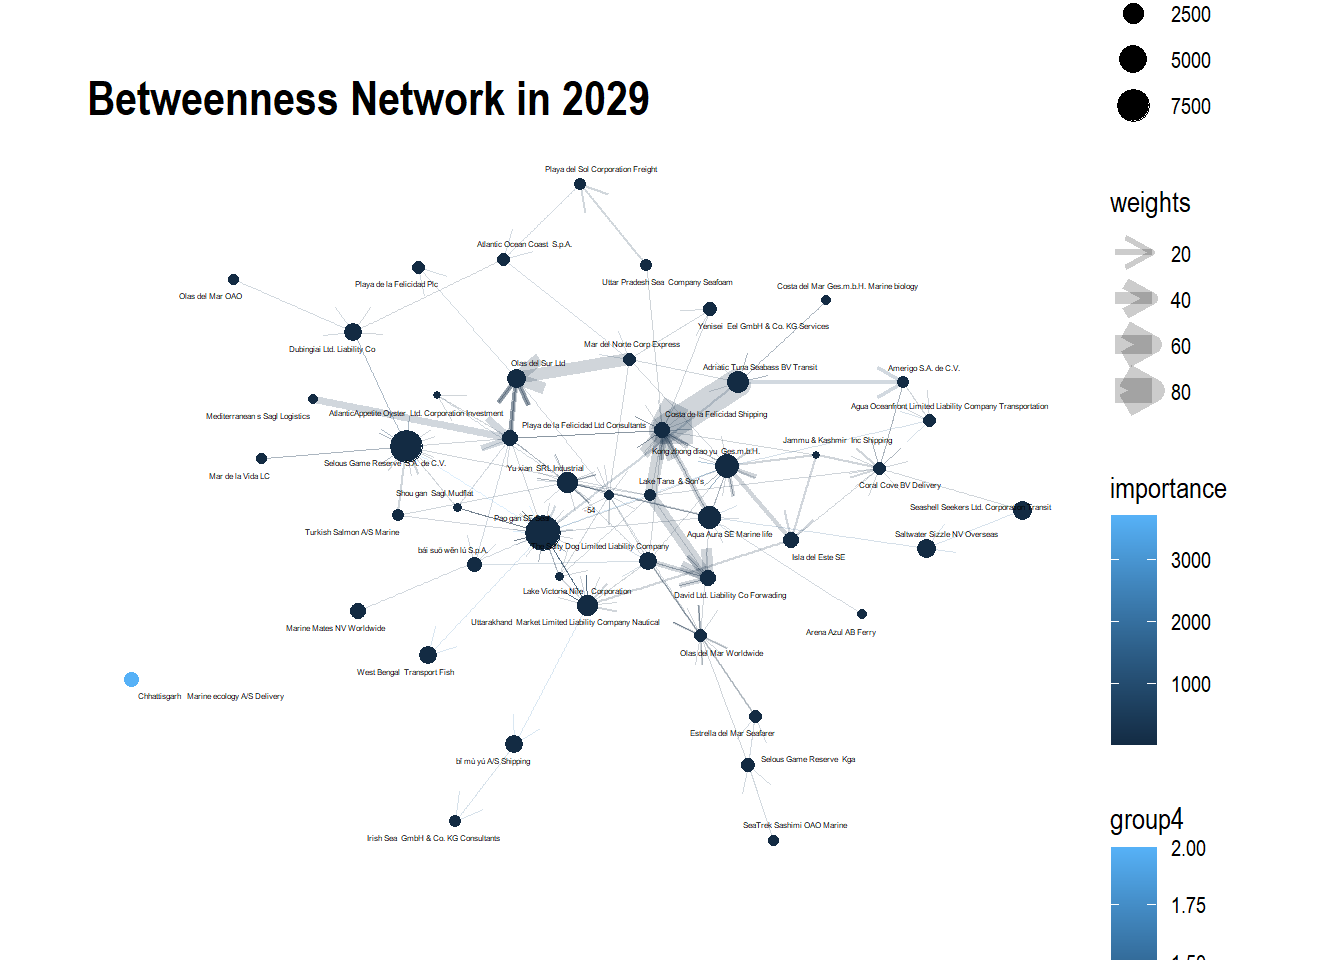 2500
5000
7500
Betweenness Network in 2029
Playa del Sol Corporation Freight
weights
20
40
60
80
Atlantic Ocean Coast S.p.A.
Playa de la Felicidad Plc
Uttar Pradesh Sea Company Seafoam
Costa del Mar Ges.m.b.H. Marine biology
Olas del Mar OAO
Yenisei Eel GmbH & Co. KG Services
Dubingiai Ltd. Liability Co
Mar del Norte Corp Express
Olas del Sur Ltd
Adriatic Tuna Seabass BV Transit
Amerigo S.A. de C.V.
Agua Oceanfront Limited Liability Company Transportation
Mediterranean s Sagl Logistics
AtlanticAppetite Oyster Ltd. Corporation Investment
Costa de la Felicidad Shipping
Playa de la Felicidad Ltd Consultants
Jammu & Kashmir Inc Shipping
Kong zhong diao yu Ges.m.b.H.
Selous Game Reserve S.A. de C.V.
Yu xian SRL Industrial
Mar de la Vida LC
Lake Tana & Son's
Coral Cove BV Delivery
importance
3000
2000
1000
Shou gan Sagl Mudflat
-54
Seashell Seekers Ltd. Corporation Transit
Pao gan SE
Turkish Salmon A/S Marine
Aqua Aura SE Marine life
Saltwater Sizzle NV Overseas
bái suō wěn lú S.p.A.
The Salty Dog Limited Liability Company
Isla del Este SE
Lake Victoria Nile Corporation
David Ltd. Liability Co Forwading
Uttarakhand Market Limited Liability Company Nautical
Marine Mates NV Worldwide
Arena Azul AB Ferry
Olas del Mar Worldwide
West Bengal Transport Fish
Chhattisgarh Marine ecology A/S Delivery
Estrella del Mar Seafarer
bǐ mù yú A/S Shipping
Selous Game Reserve Kga
SeaTrek Sashimi OAO Marine
Irish Sea GmbH & Co. KG Consultants
group4
2.00
1.75
1.50